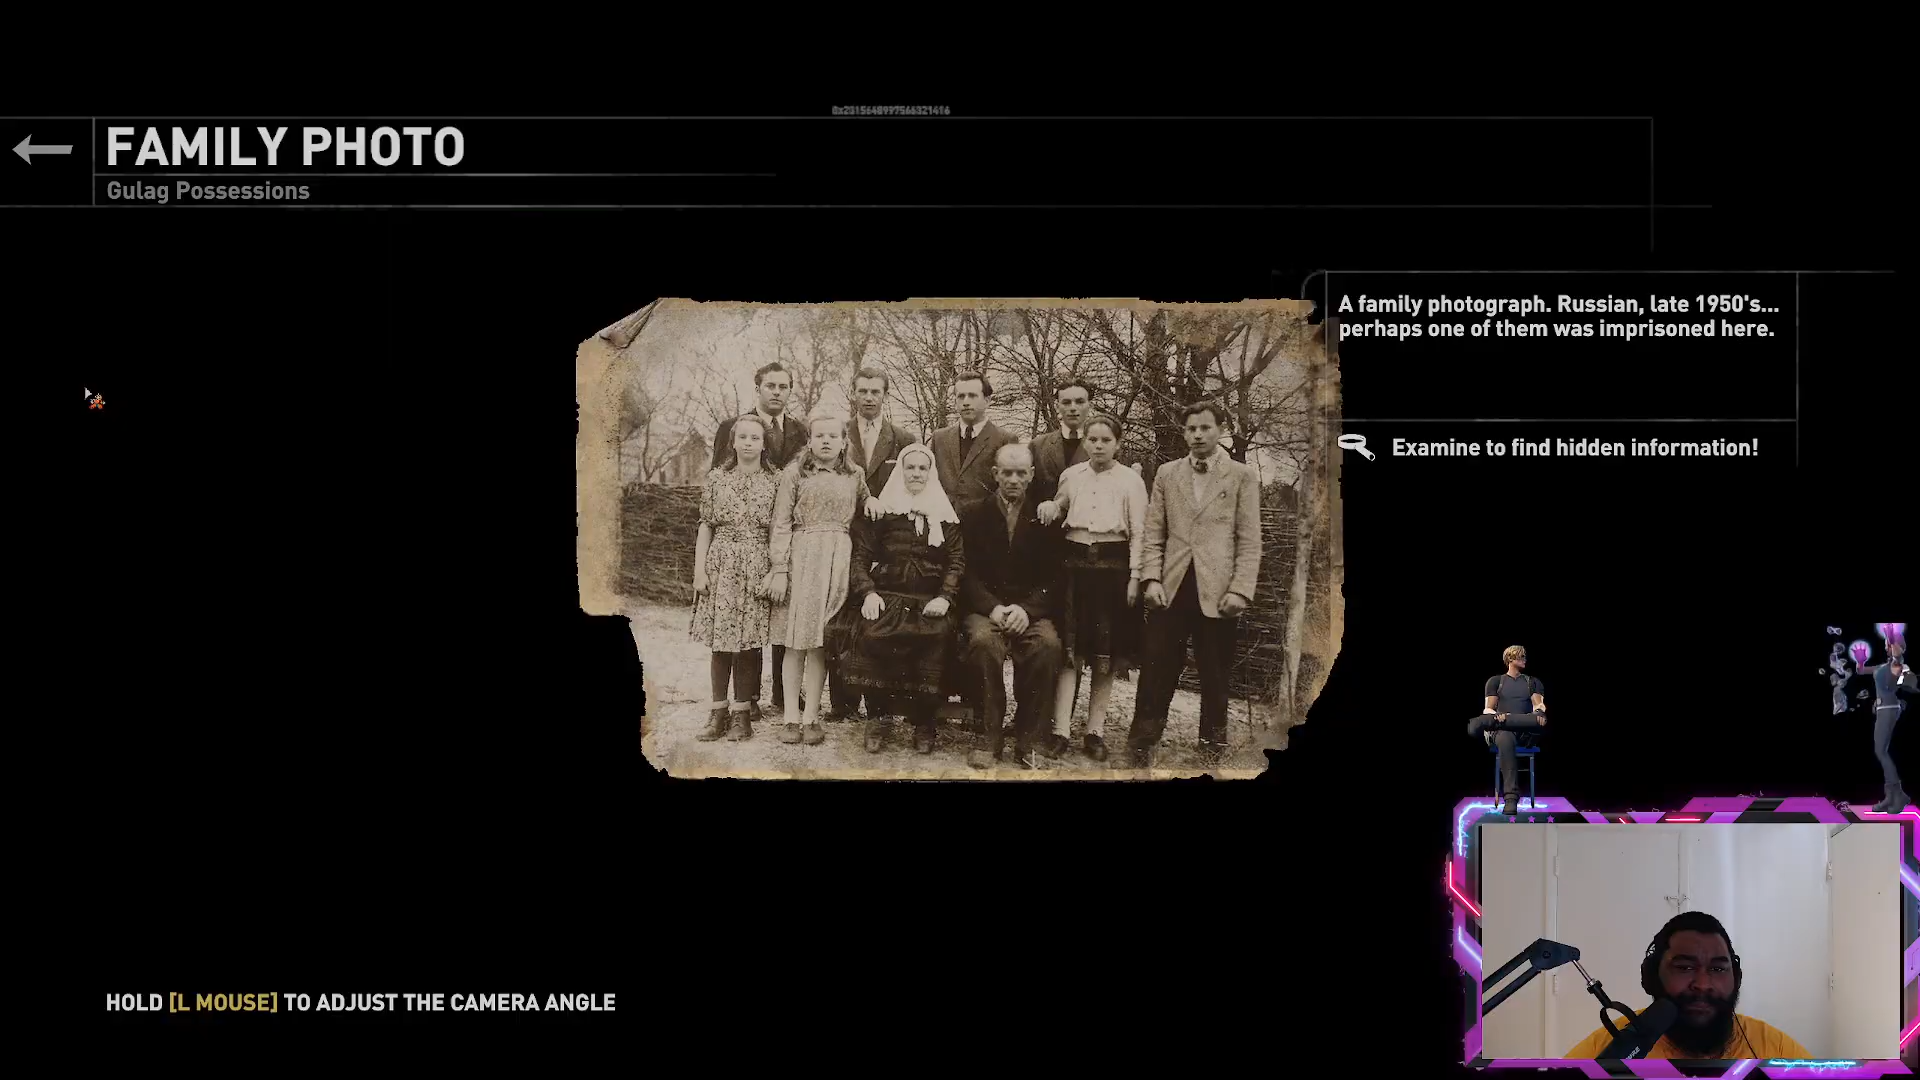 FAMILY PHOTO
Gulag Possessions
A family photograph. Russian, late 1950's...
perhaps one of them was imprisoned here.
Examine to find hidden information!
HOLD [L MOUSE] TO ADJUST THE CAMERA ANGLE